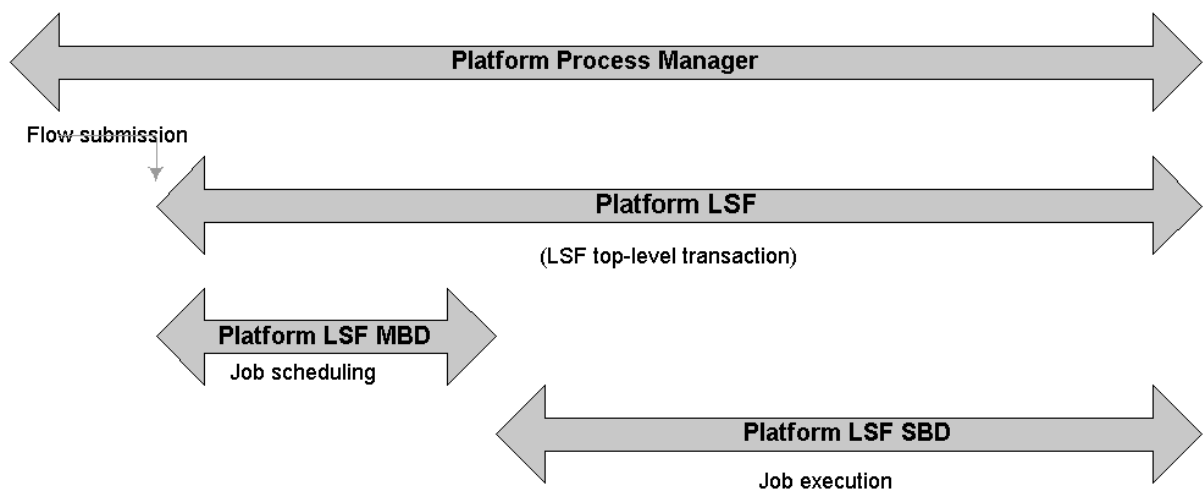 Platform Process Manager
Flow submission
Platform LSF
(LSF top-level transaction)
Platform LSF MBD
Job scheduling
Platform LSF SBD
Job execution